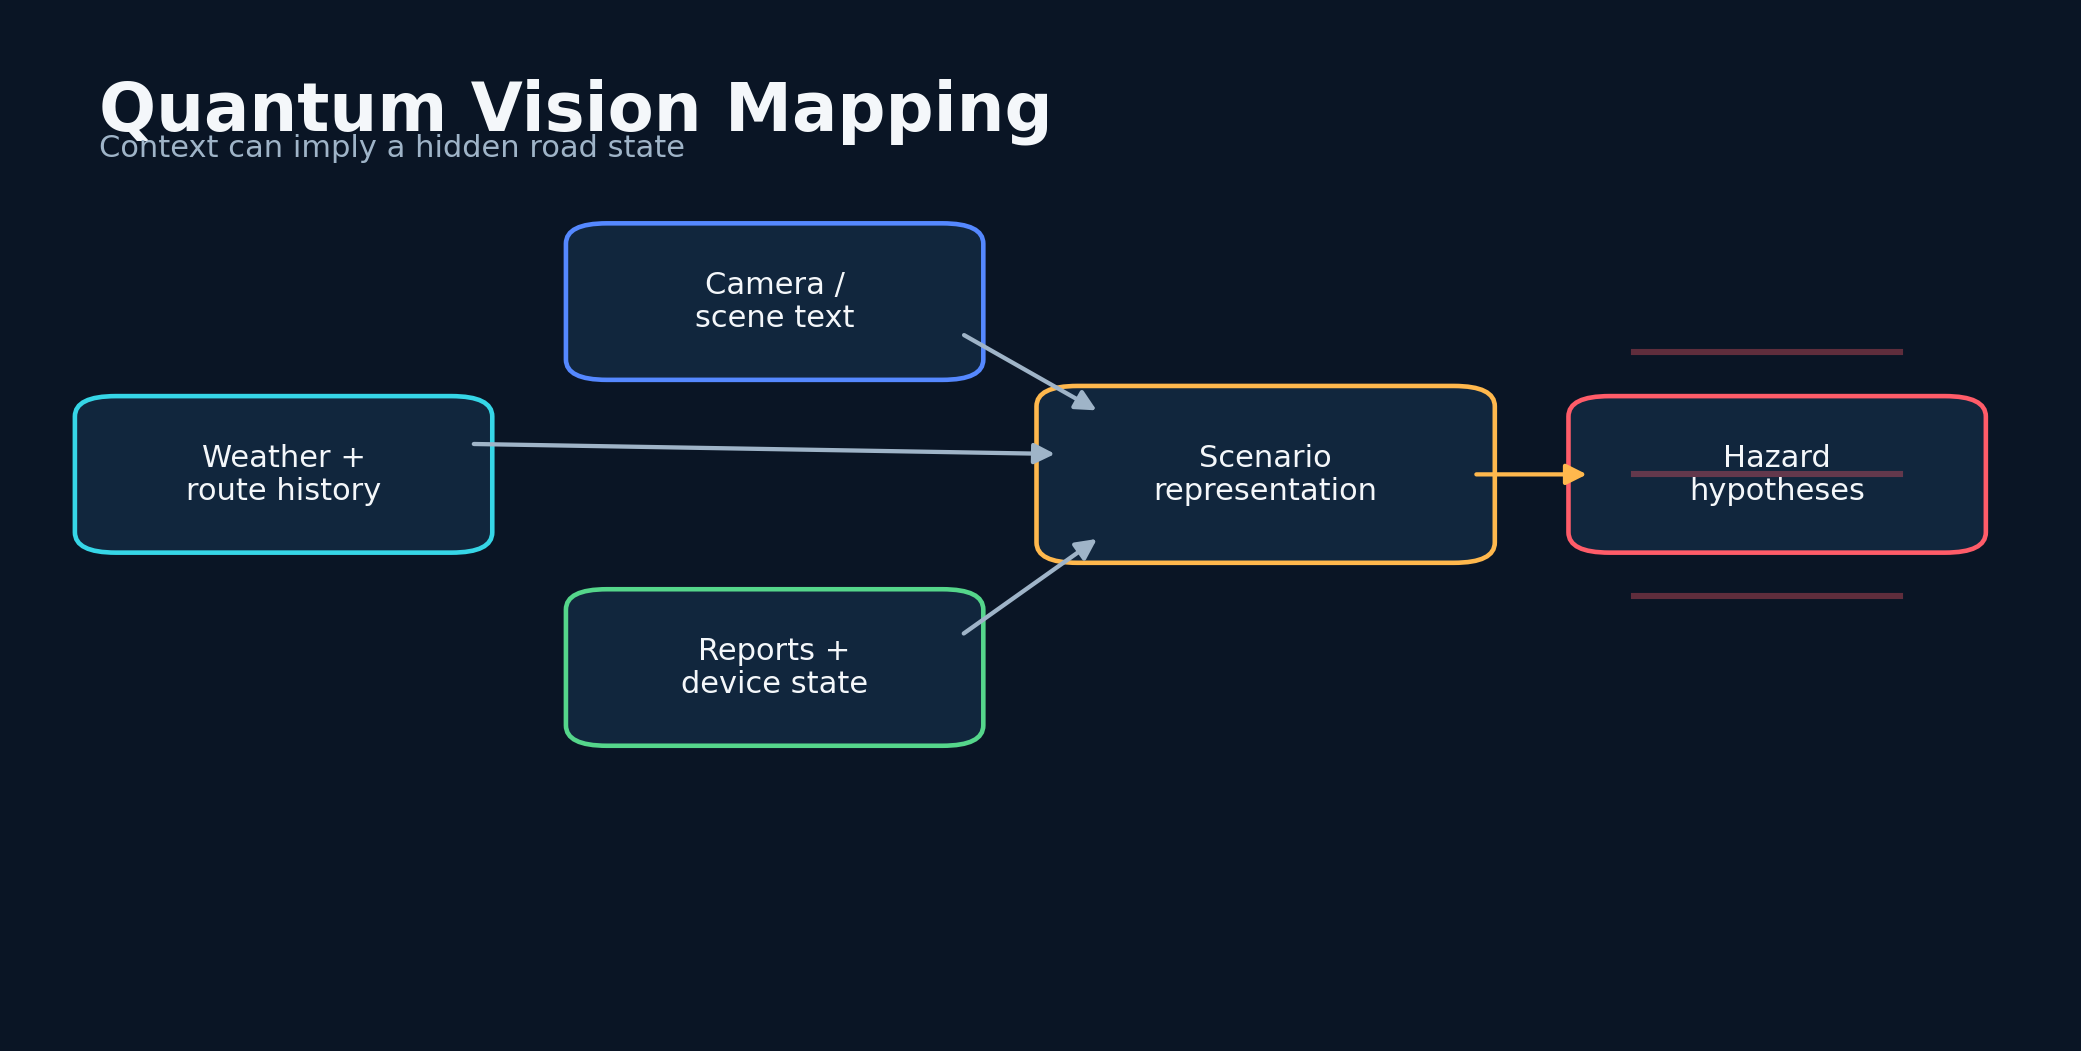 Quantum Vision Mapping
Context can imply a hidden road state
Camera /
scene text
Weather +
route history
Scenario
representation
Hazard
hypotheses
Reports +
device state